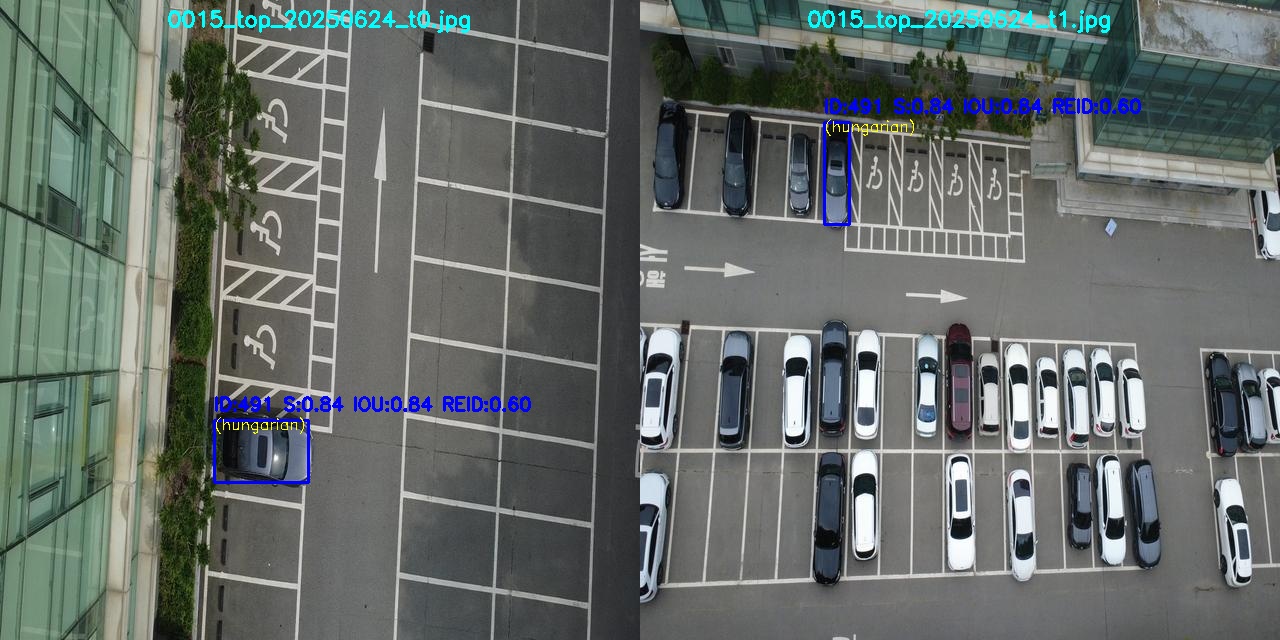 0015_top_20250624_t0.jpg
0015_top_20250624_t1.jpg
ID:491 S:0.84 IOU:0.84 REID:0.60
(hungarian)
ID:491 S:0.84 IOU:0.84 REID:0.60
(hungarian)